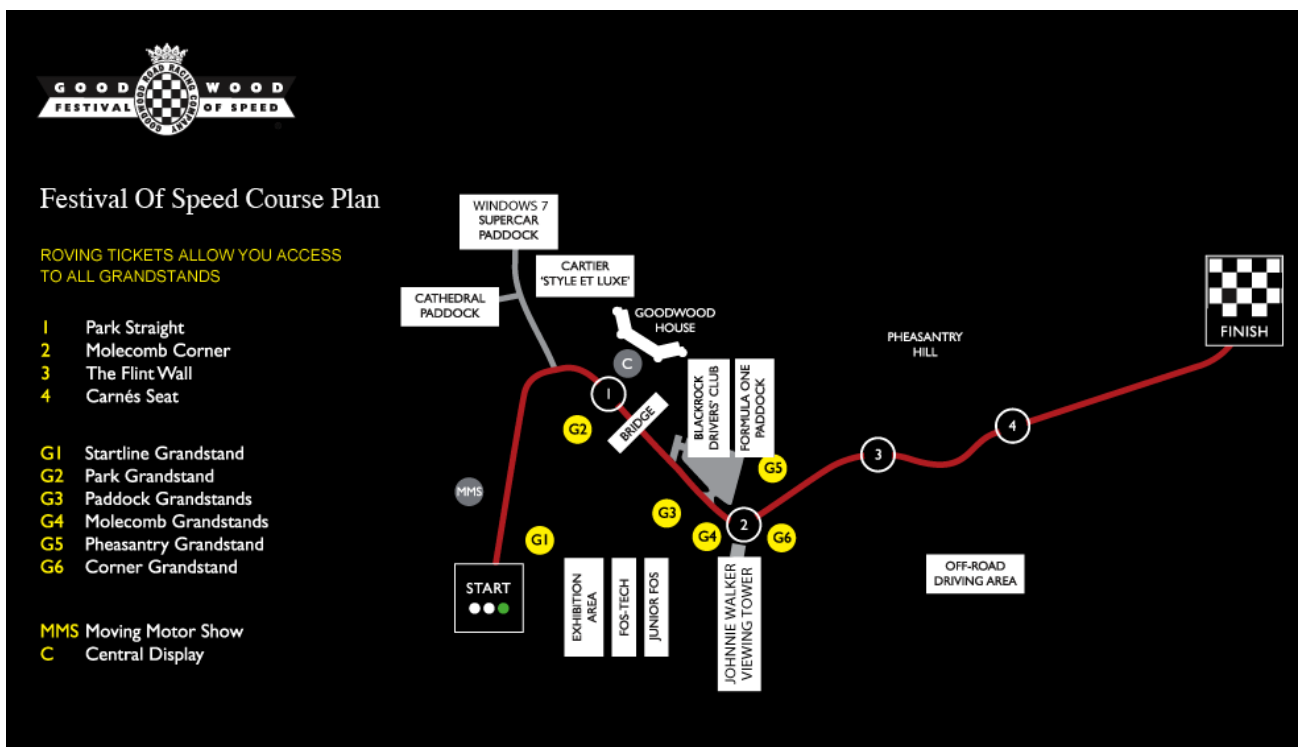 GOOD WOOD
FESTIVAL OF SPEED
GOODWOOD ROAD RACING COMPANY
Festival Of Speed Course Plan
ROVING TICKETS ALLOW YOU ACCESS
TO ALL GRANDSTANDS
1 Park Straight
2 Molecomb Corner
3 The Flint Wall
4 Carnés Seat
G1 Startline Grandstand
G2 Park Grandstand
G3 Paddock Grandstands
G4 Molecomb Grandstands
G5 Pheasantry Grandstand
G6 Corner Grandstand
MMS Moving Motor Show
C Central Display
WINDOWS 7
SUPERCAR
PADDOCK
CARTIER
'STYLE ET LUXE'
CATHEDRAL
PADDOCK
GOODWOOD
HOUSE
C
1
G2
BRIDGE
BLACKROCK
DRIVERS' CLUB
FORMULA ONE
PADDOCK
PHEASANTRY
HILL
FINISH
4
3
G5
MMS
G3
G4
2
G6
G1
START
EXHIBITION
AREA
FOS-TECH
JUNIOR FOS
JOHNNIE WALKER
VIEWING TOWER
OFF-ROAD
DRIVING AREA